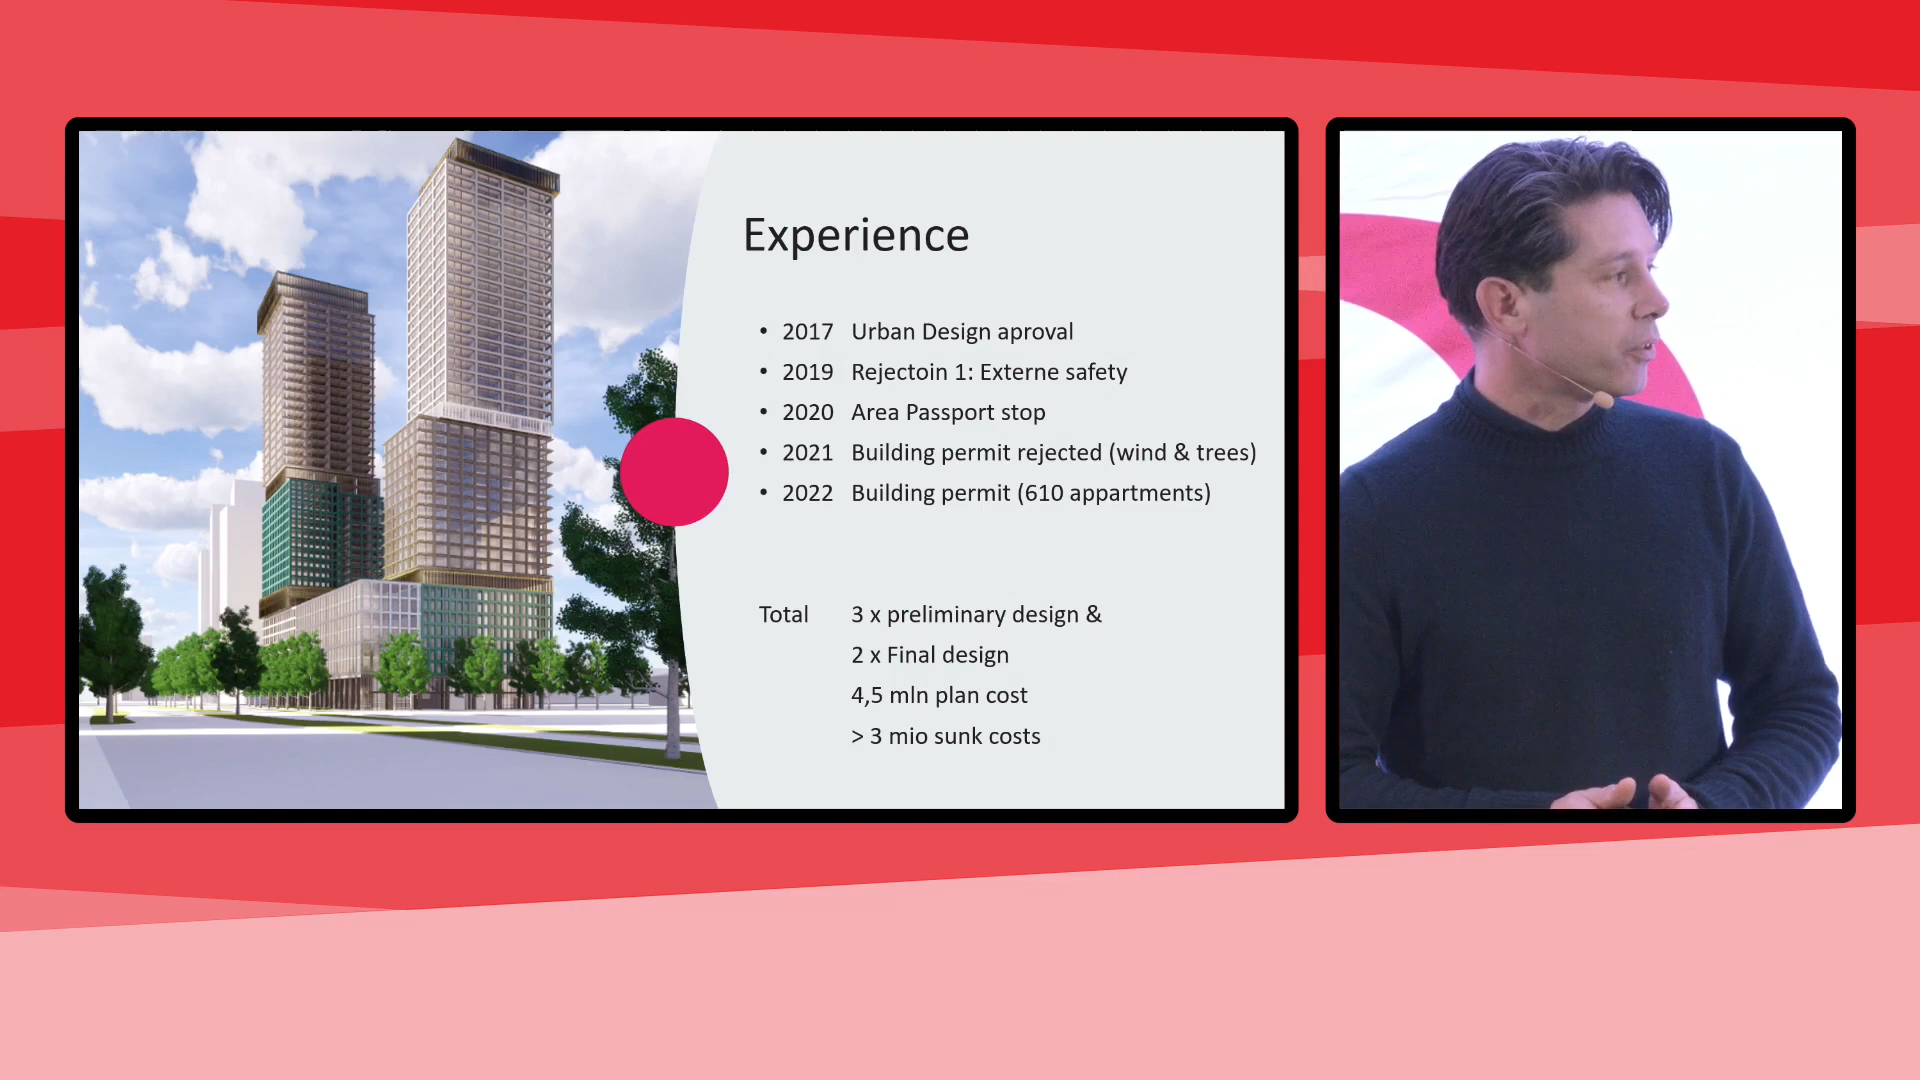 Experience
• 2017 Urban Design aproval
• 2019 Rejectoin 1: Externe safety
• 2020 Area Passport stop
• 2021 Building permit rejected (wind & trees)
• 2022 Building permit (610 appartments)
Total 3 x preliminary design &
2 x Final design
4,5 mln plan cost
> 3 mio sunk costs